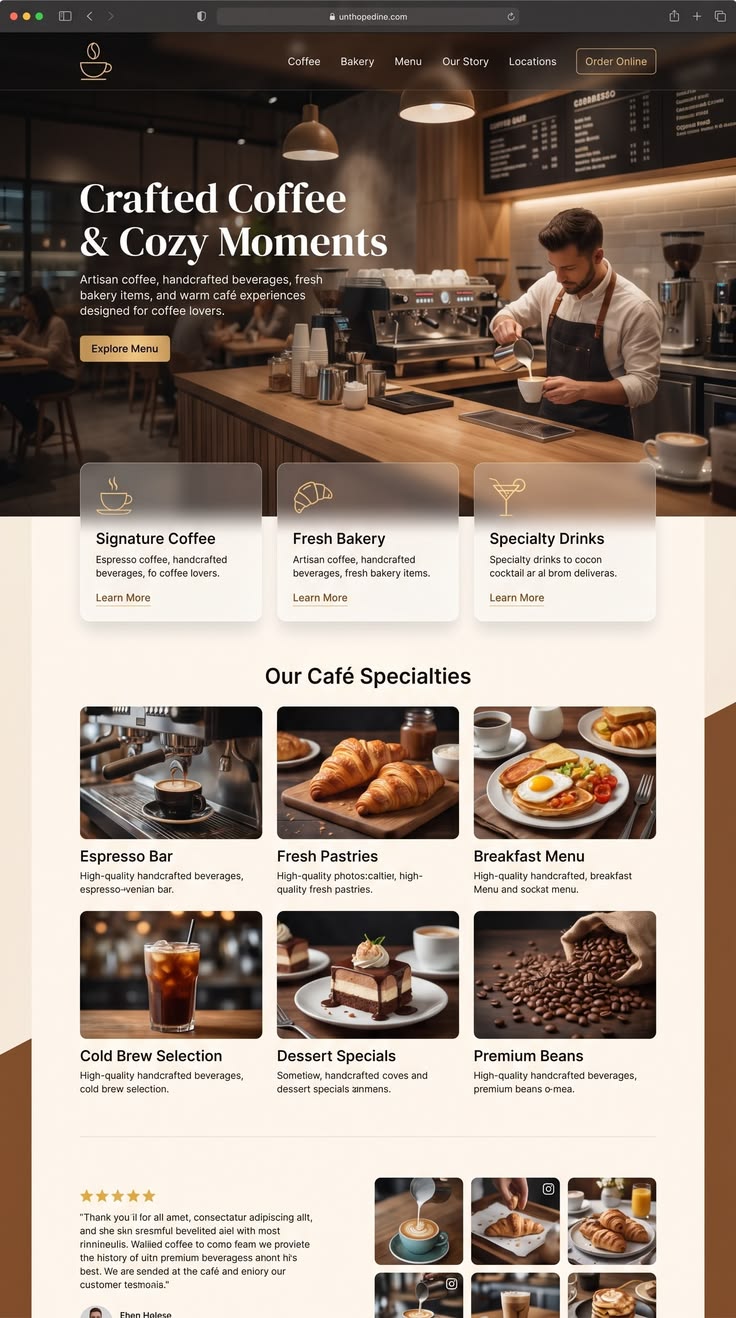 unthopedine.com
Coffee Bakery Menu Our Story Locations Order Online
Crafted Coffee
& Cozy Moments
Artisan coffee, handcrafted beverages, fresh
bakery items, and warm café experiences
designed for coffee lovers.
Explore Menu
Signature Coffee
Espresso coffee, handcrafted
beverages, fo coffee lovers.
Learn More
Fresh Bakery
Artisan coffee, handcrafted
beverages, fresh bakery items.
Learn More
Specialty Drinks
Specialty drinks to cocon
cocktail ar al brom deliveras.
Learn More
Our Café Specialties
Espresso Bar
High-quality handcrafted beverages,
espresso-venian bar.
Fresh Pastries
High-quality photos:caltier, high-
quality fresh pastries.
Breakfast Menu
High-quality handcrafted, breakfast
Menu and sockat menu.
Cold Brew Selection
High-quality handcrafted beverages,
cold brew selection.
Dessert Specials
Sometiew, handcrafted coves and
dessert specials anmens.
Premium Beans
High-quality handcrafted beverages,
premium beans o-mea.
"Thank you il for all amet, consectatur adipiscing allt,
and she skn sresmful bevelited aiel with most
rinnineulis. Waliied coffee to comp feam we proviete
the history of uitn premium beveragess anont hi's
best. We are sended at the café and eniory our
customer tesmonia."
Ehen Hølese